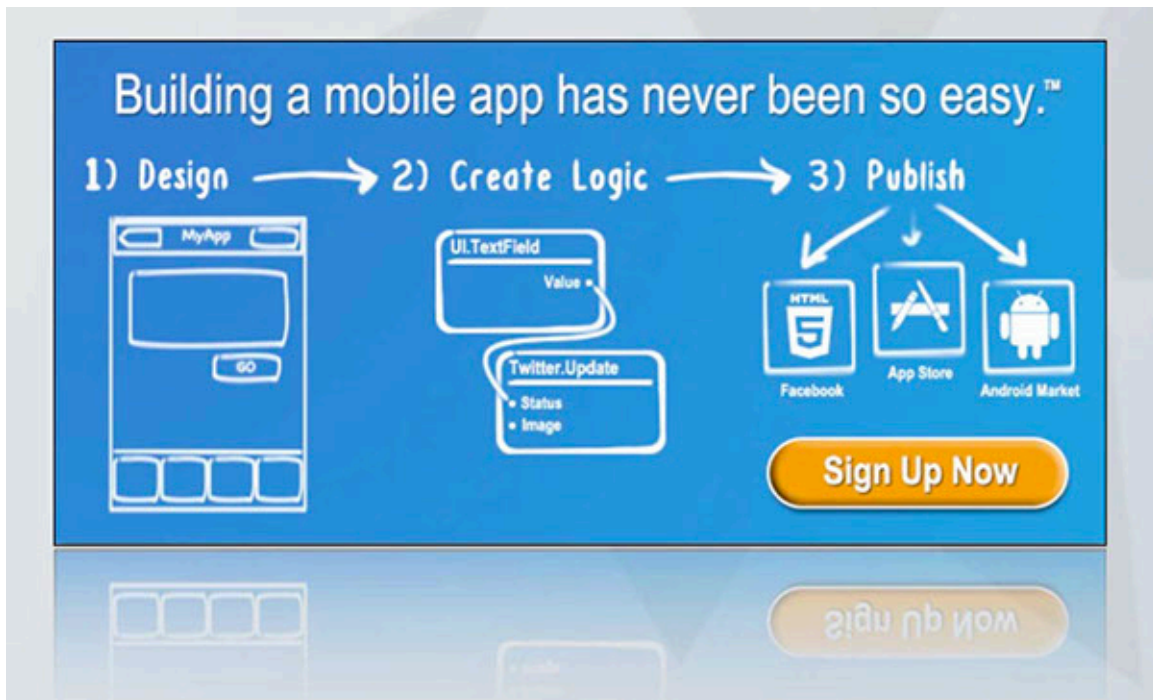 Building a mobile app has never been so easy.™
1) Design
2) Create Logic
3) Publish
MyApp
GO
UI.TextField
Value
Twitter.Update
• Status
• Image
HTML
5
Facebook
App Store
Android Market
Sign Up Now